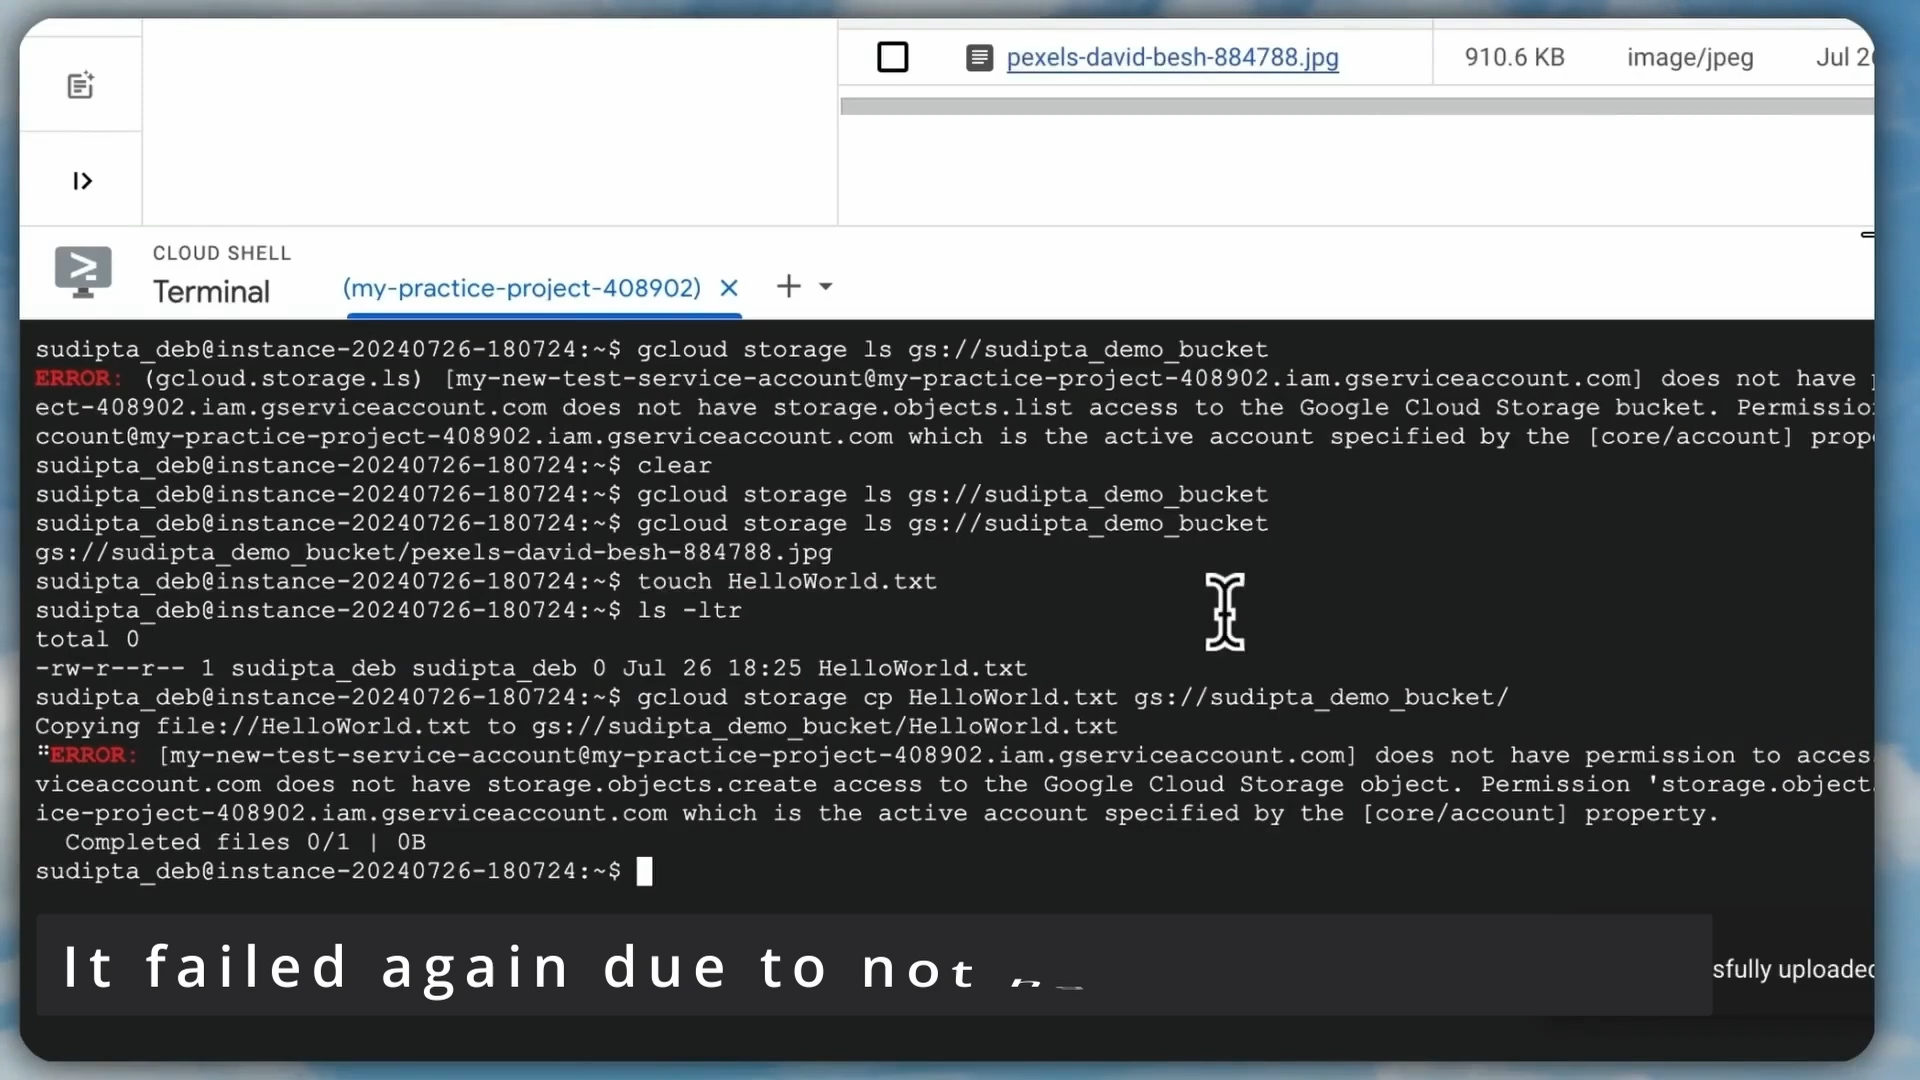 pexels-david-besh-884788.jpg 910.6 KB image/jpeg Jul
CLOUD SHELL
Terminal (my-practice-project-408902)
sudipta_deb@instance-20240726-180724:~$ gcloud storage ls gs://sudipta_demo_bucket
ERROR: (gcloud.storage.ls) [my-new-test-service-account@my-practice-project-408902.iam.gserviceaccount.com] does not have
ect-408902.iam.gserviceaccount.com does not have storage.objects.list access to the Google Cloud Storage bucket. Permissio
ccount@my-practice-project-408902.iam.gserviceaccount.com which is the active account specified by the [core/account] prop
sudipta_deb@instance-20240726-180724:~$ clear
sudipta_deb@instance-20240726-180724:~$ gcloud storage ls gs://sudipta_demo_bucket
sudipta_deb@instance-20240726-180724:~$ gcloud storage ls gs://sudipta_demo_bucket
gs://sudipta_demo_bucket/pexels-david-besh-884788.jpg
sudipta_deb@instance-20240726-180724:~$ touch HelloWorld.txt
sudipta_deb@instance-20240726-180724:~$ ls -ltr
total 0
-rw-r--r-- 1 sudipta_deb sudipta_deb 0 Jul 26 18:25 HelloWorld.txt
sudipta_deb@instance-20240726-180724:~$ gcloud storage cp HelloWorld.txt gs://sudipta_demo_bucket/
Copying file://HelloWorld.txt to gs://sudipta_demo_bucket/HelloWorld.txt
⠛ERROR: [my-new-test-service-account@my-practice-project-408902.iam.gserviceaccount.com] does not have permission to acces
viceaccount.com does not have storage.objects.create access to the Google Cloud Storage object. Permission 'storage.object
ice-project-408902.iam.gserviceaccount.com which is the active account specified by the [core/account] property.
Completed files 0/1 | 0B
sudipta_deb@instance-20240726-180724:~$
It failed again due to not
sfully uploaded